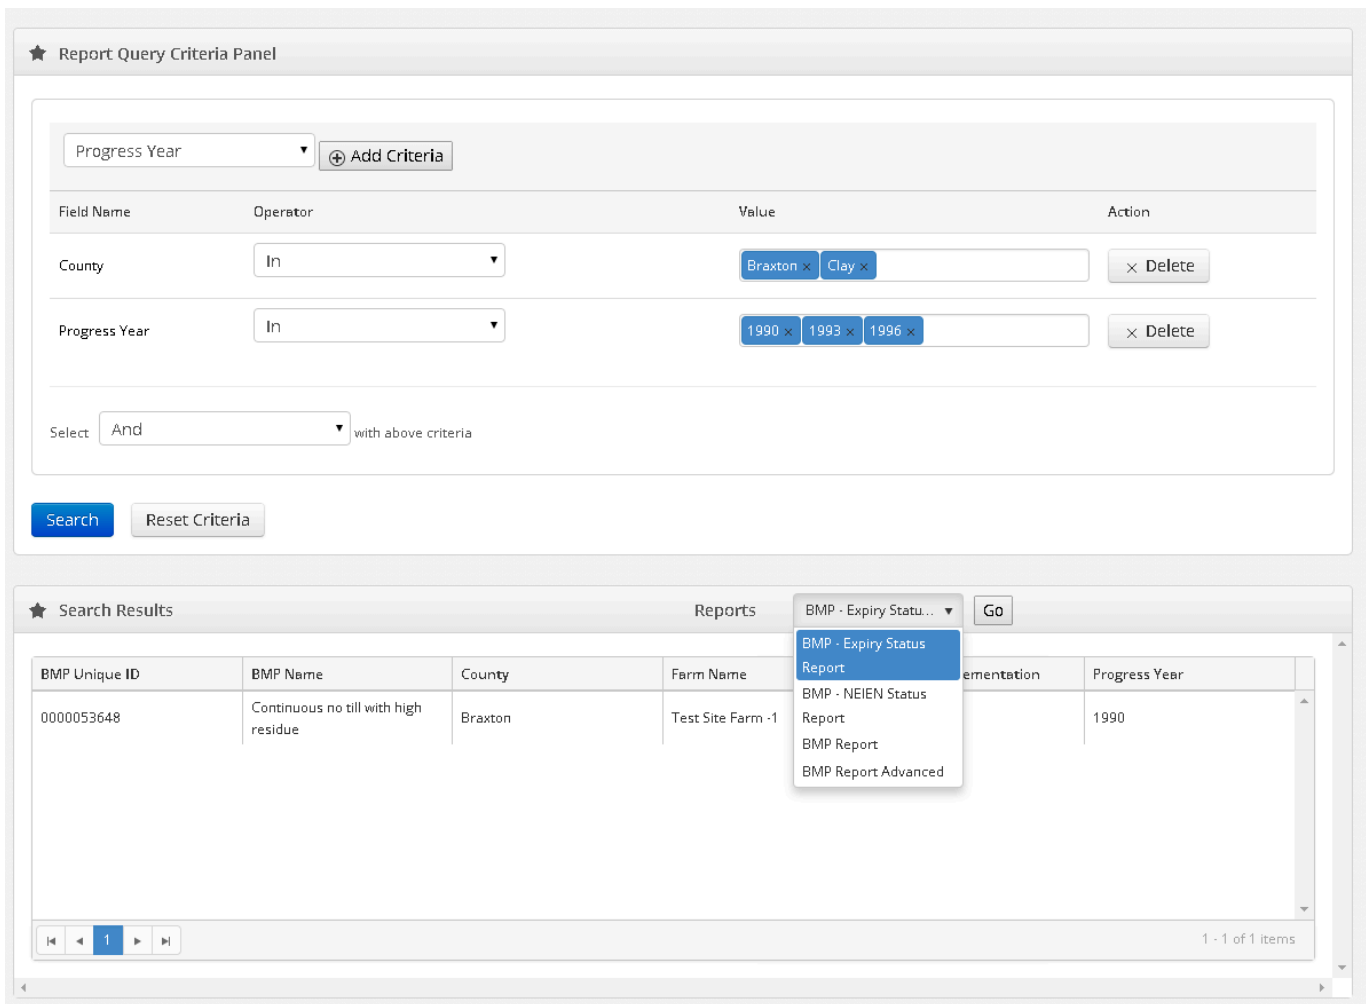 Report Query Criteria Panel
Progress Year
Add Criteria
Field Name Operator Value Action
County In Braxton × Clay × × Delete
Progress Year In 1990 × 1993 × 1996 × × Delete
Select And with above criteria
Search Reset Criteria
Search Results Reports BMP - Expiry Statu... Go
BMP - Expiry Status
Report
BMP - NEIEN Status
Report
BMP Report
BMP Report Advanced
BMP Unique ID BMP Name County Farm Name ementation Progress Year
0000053648 Continuous no till with high
residue Braxton Test Site Farm -1 1990
1
1 - 1 of 1 items